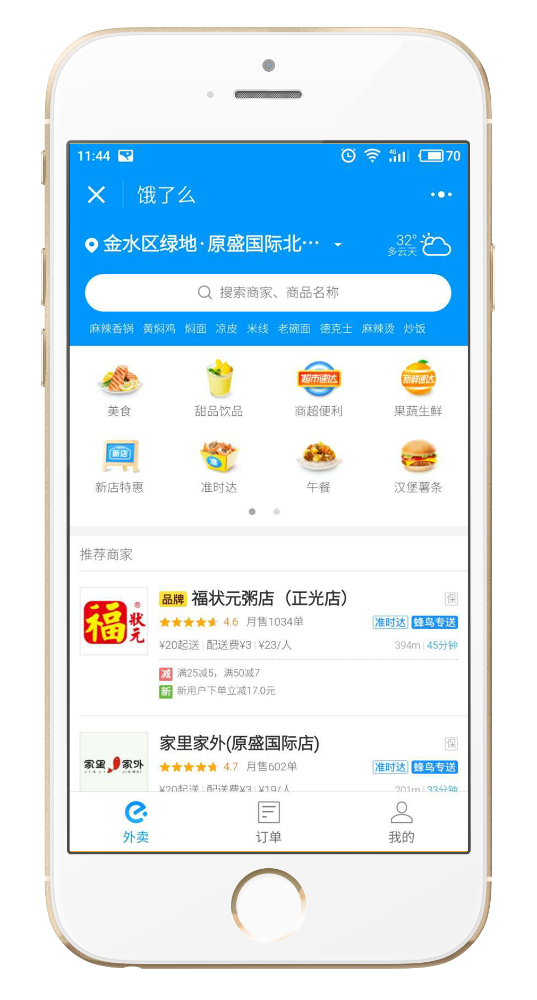 11:44 4G 70
饿了么
金水区绿地·原盛国际北…
32°
多云天
搜索商家、商品名称
麻辣香锅 黄焖鸡 焖面 凉皮 米线 老碗面 德克士 麻辣烫 炒饭
超市速达 新鲜速达
美食 甜品饮品 商超便利 果蔬生鲜
new
新店 准
新店特惠 准时达 午餐 汉堡薯条
推荐商家
福状元®
品牌 福状元粥店（正光店） 保
4.6 月售1034单 准时达 蜂鸟专送
¥20起送 | 配送费¥3 | ¥23/人 394m | 45分钟
减 满25减5，满50减7
新 新用户下单立减17.0元
家里家外
JIALI JIAWAI
家里家外(原盛国际店) 保
4.7 月售602单 准时达 蜂鸟专送
¥20起送 | 配送费¥3 | ¥19/人 201m | 33分钟
外卖 订单 我的